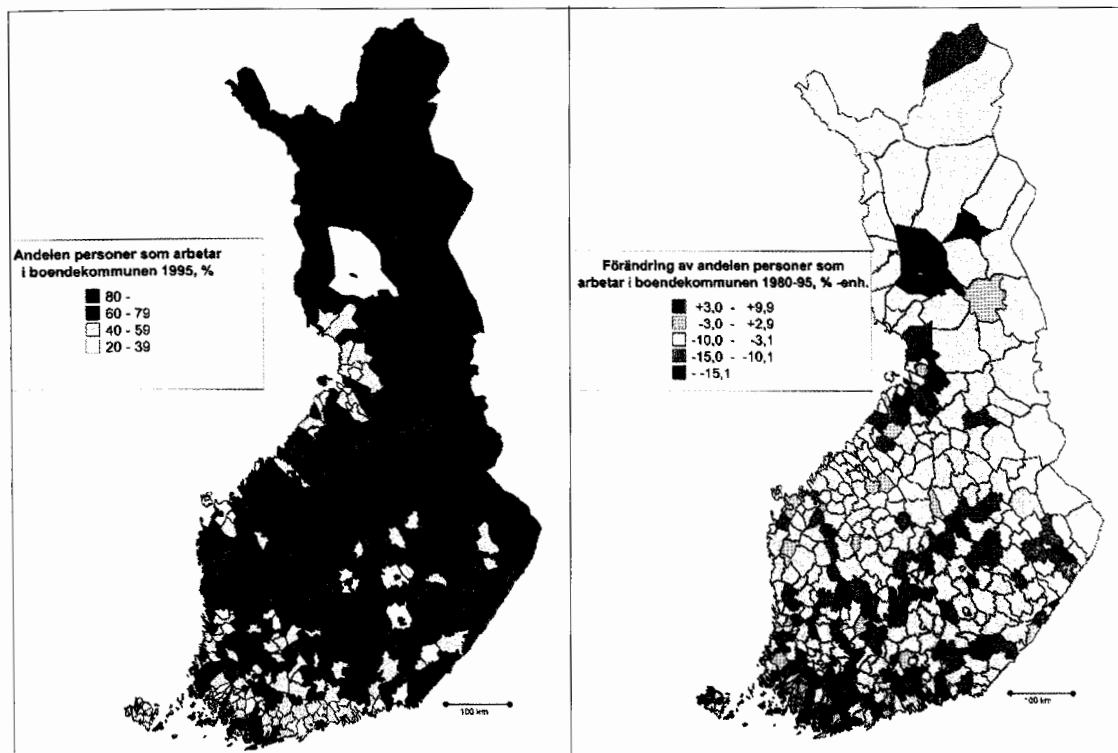 Andelen personer som arbetar
i boendekommunen 1995, %
80 -
60 - 79
40 - 59
20 - 39
100 km
Förändring av andelen personer som
arbetar i boendekommunen 1980-95, % -enh.
+3,0 - +9,9
-3,0 - +2,9
-10,0 - -3,1
-15,0 - -10,1
- -15,1
100 km